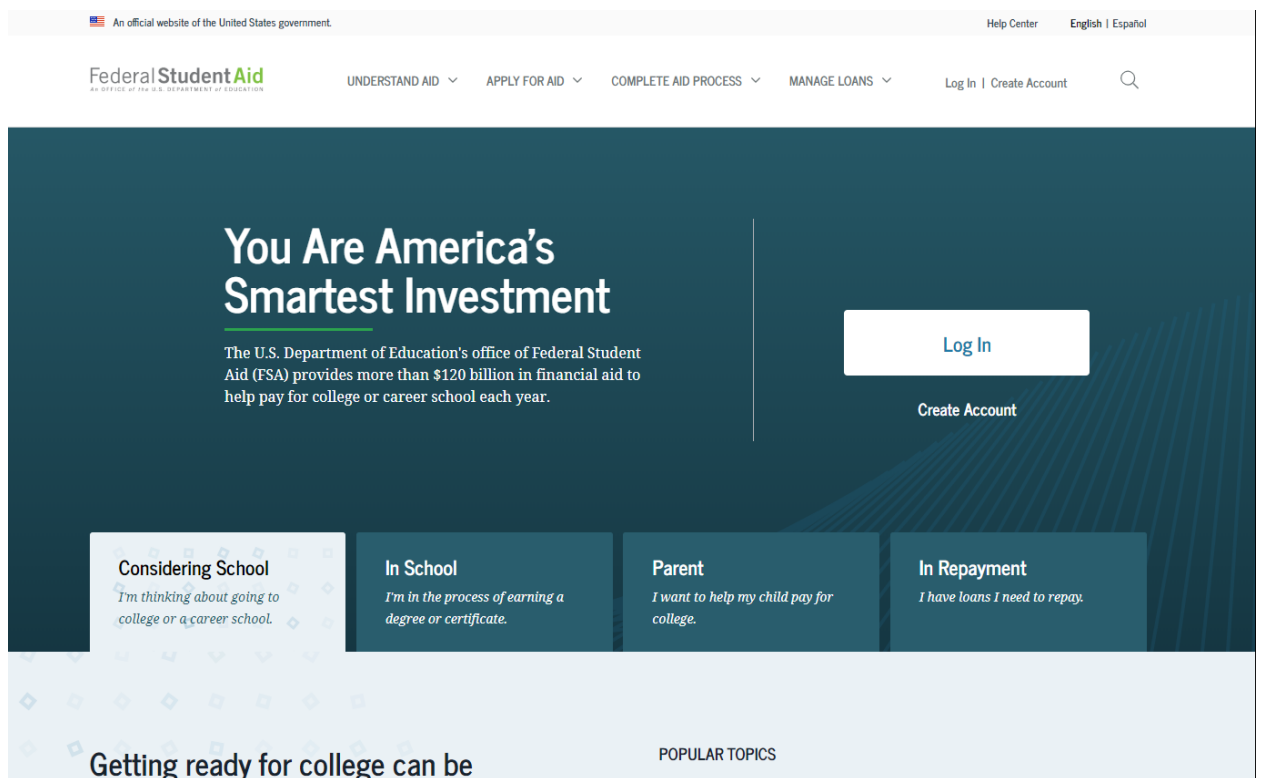 An official website of the United States government.
Help Center English | Español
Federal Student Aid
An OFFICE of the U.S. DEPARTMENT of EDUCATION
UNDERSTAND AID APPLY FOR AID COMPLETE AID PROCESS MANAGE LOANS Log In | Create Account
You Are America's
Smartest Investment
The U.S. Department of Education's office of Federal Student
Aid (FSA) provides more than $120 billion in financial aid to
help pay for college or career school each year.
Log In
Create Account
Considering School
I'm thinking about going to
college or a career school.
In School
I'm in the process of earning a
degree or certificate.
Parent
I want to help my child pay for
college.
In Repayment
I have loans I need to repay.
Getting ready for college can be
POPULAR TOPICS